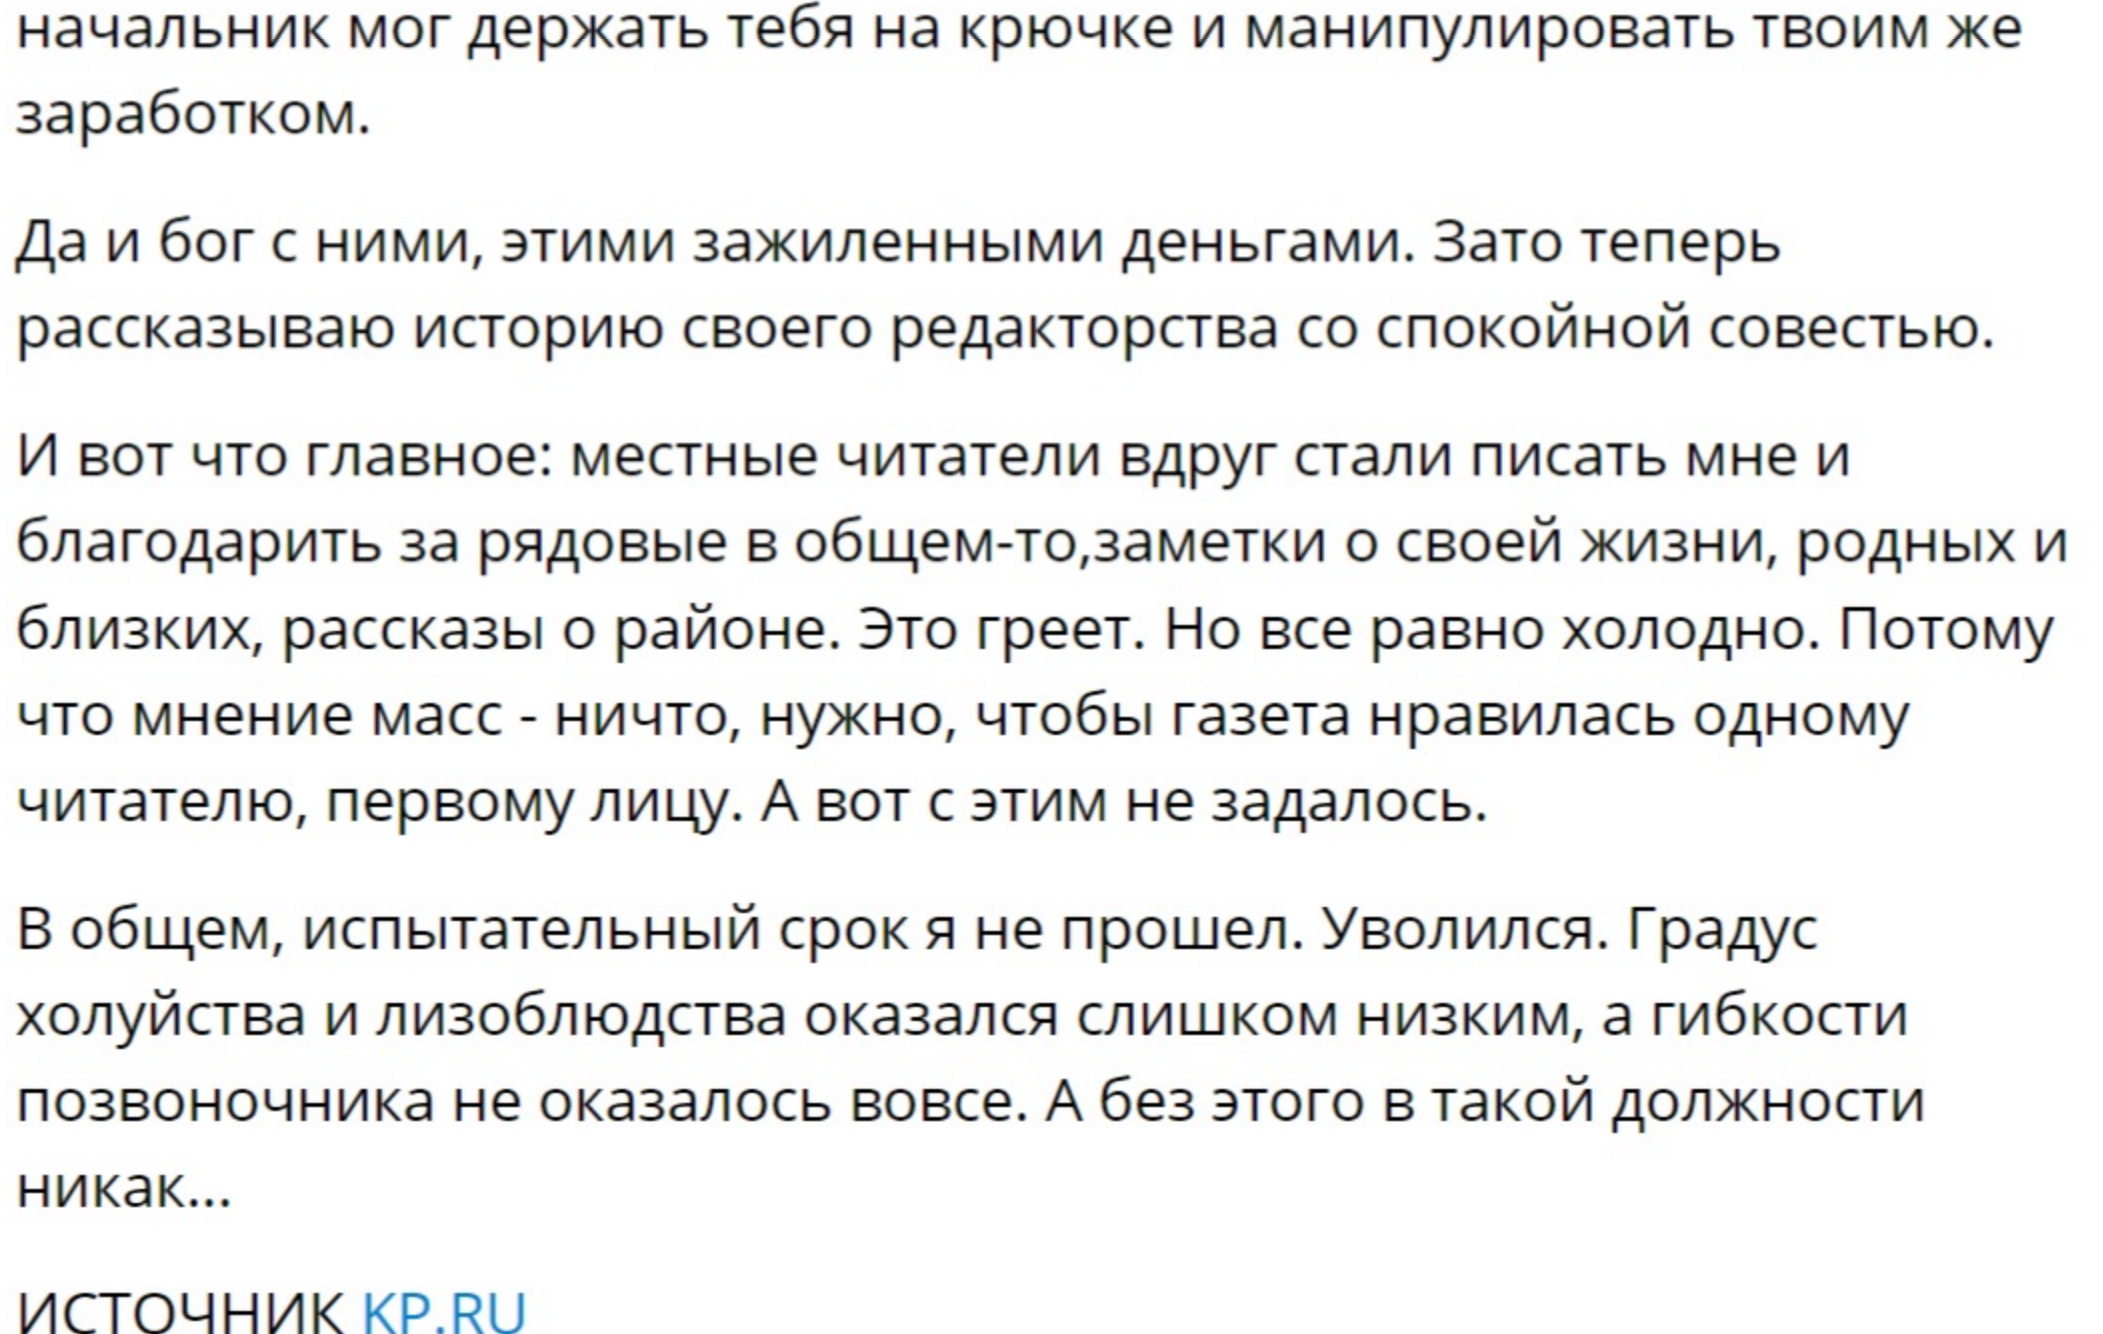 начальник мог держать тебя на крючке и манипулировать твоим же
заработком.
Да и бог с ними, этими зажиленными деньгами. Зато теперь
рассказываю историю своего редакторства со спокойной совестью.
И вот что главное: местные читатели вдруг стали писать мне и
благодарить за рядовые в общем-то,заметки о своей жизни, родных и
близких, рассказы о районе. Это греет. Но все равно холодно. Потому
что мнение масс - ничто, нужно, чтобы газета нравилась одному
читателю, первому лицу. А вот с этим не задалось.
В общем, испытательный срок я не прошел. Уволился. Градус
холуйства и лизоблюдства оказался слишком низким, а гибкости
позвоночника не оказалось вовсе. А без этого в такой должности
никак...
ИСТОЧНИК KP.RU